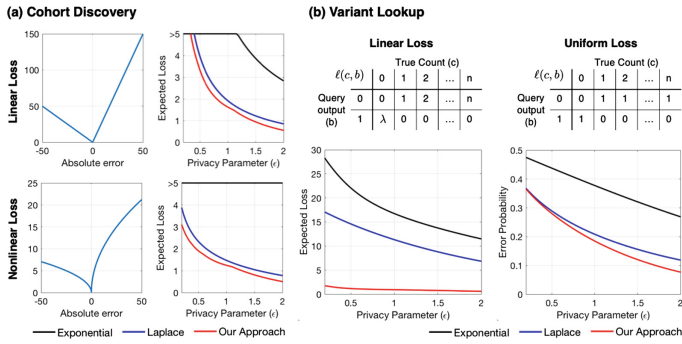 (a) Cohort Discovery
Linear Loss
150
100
50
0
-50
0
50
Absolute error
Expected Loss
>5
4
3
2
1
0
0.5
1
1.5
2
Privacy Parameter (ϵ)
Nonlinear Loss
25
20
15
10
5
0
-50
0
50
Absolute error
Expected Loss
>5
4
3
2
1
0
0.5
1
1.5
2
Privacy Parameter (ϵ)
Exponential Laplace Our Approach
(b) Variant Lookup
Linear Loss
True Count (c)
ℓ(c, b) 0 1 2 ... n
Query output (b)
0 0 1 2 ... n
1 λ 0 0 ... 0
Expected Loss
30
25
20
15
10
5
0
0.5
1
1.5
2
Privacy Parameter (ϵ)
Uniform Loss
True Count (c)
ℓ(c, b) 0 1 2 ... n
Query output (b)
0 0 1 1 ... 1
1 1 0 0 ... 0
Error Probability
0.5
0.4
0.3
0.2
0.1
0
0.5
1
1.5
2
Privacy Parameter (ϵ)
Exponential Laplace Our Approach